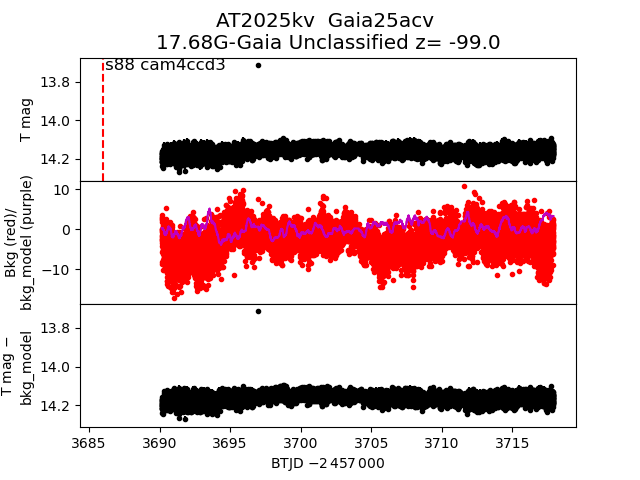 AT2025kv  Gaia25acv
17.68G-Gaia Unclassified z= -99.0
s88 cam4ccd3
13.8
14.0
14.2
T mag
10
0
−10
Bkg (red)/
bkg_model (purple)
13.8
14.0
14.2
T mag −
bkg_model
3685
3690
3695
3700
3705
3710
3715
BTJD −2 457 000